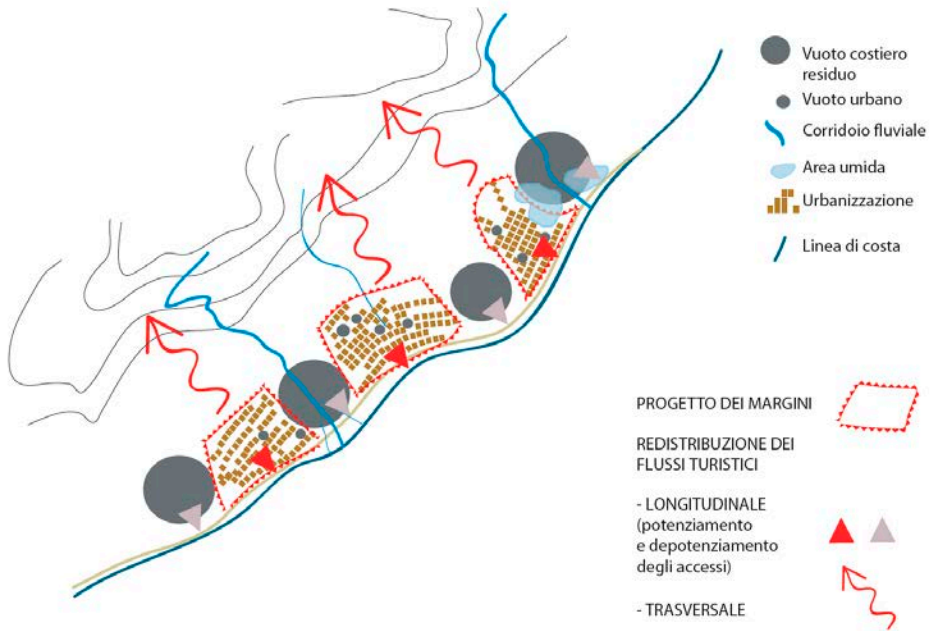 Vuoto costiero
residuo
Vuoto urbano
Corridoio fluviale
Area umida
Urbanizzazione
Linea di costa
PROGETTO DEI MARGINI
REDISTRIBUZIONE DEI
FLUSSI TURISTICI
- LONGITUDINALE
(potenziamento
e depotenziamento
degli accessi)
- TRASVERSALE